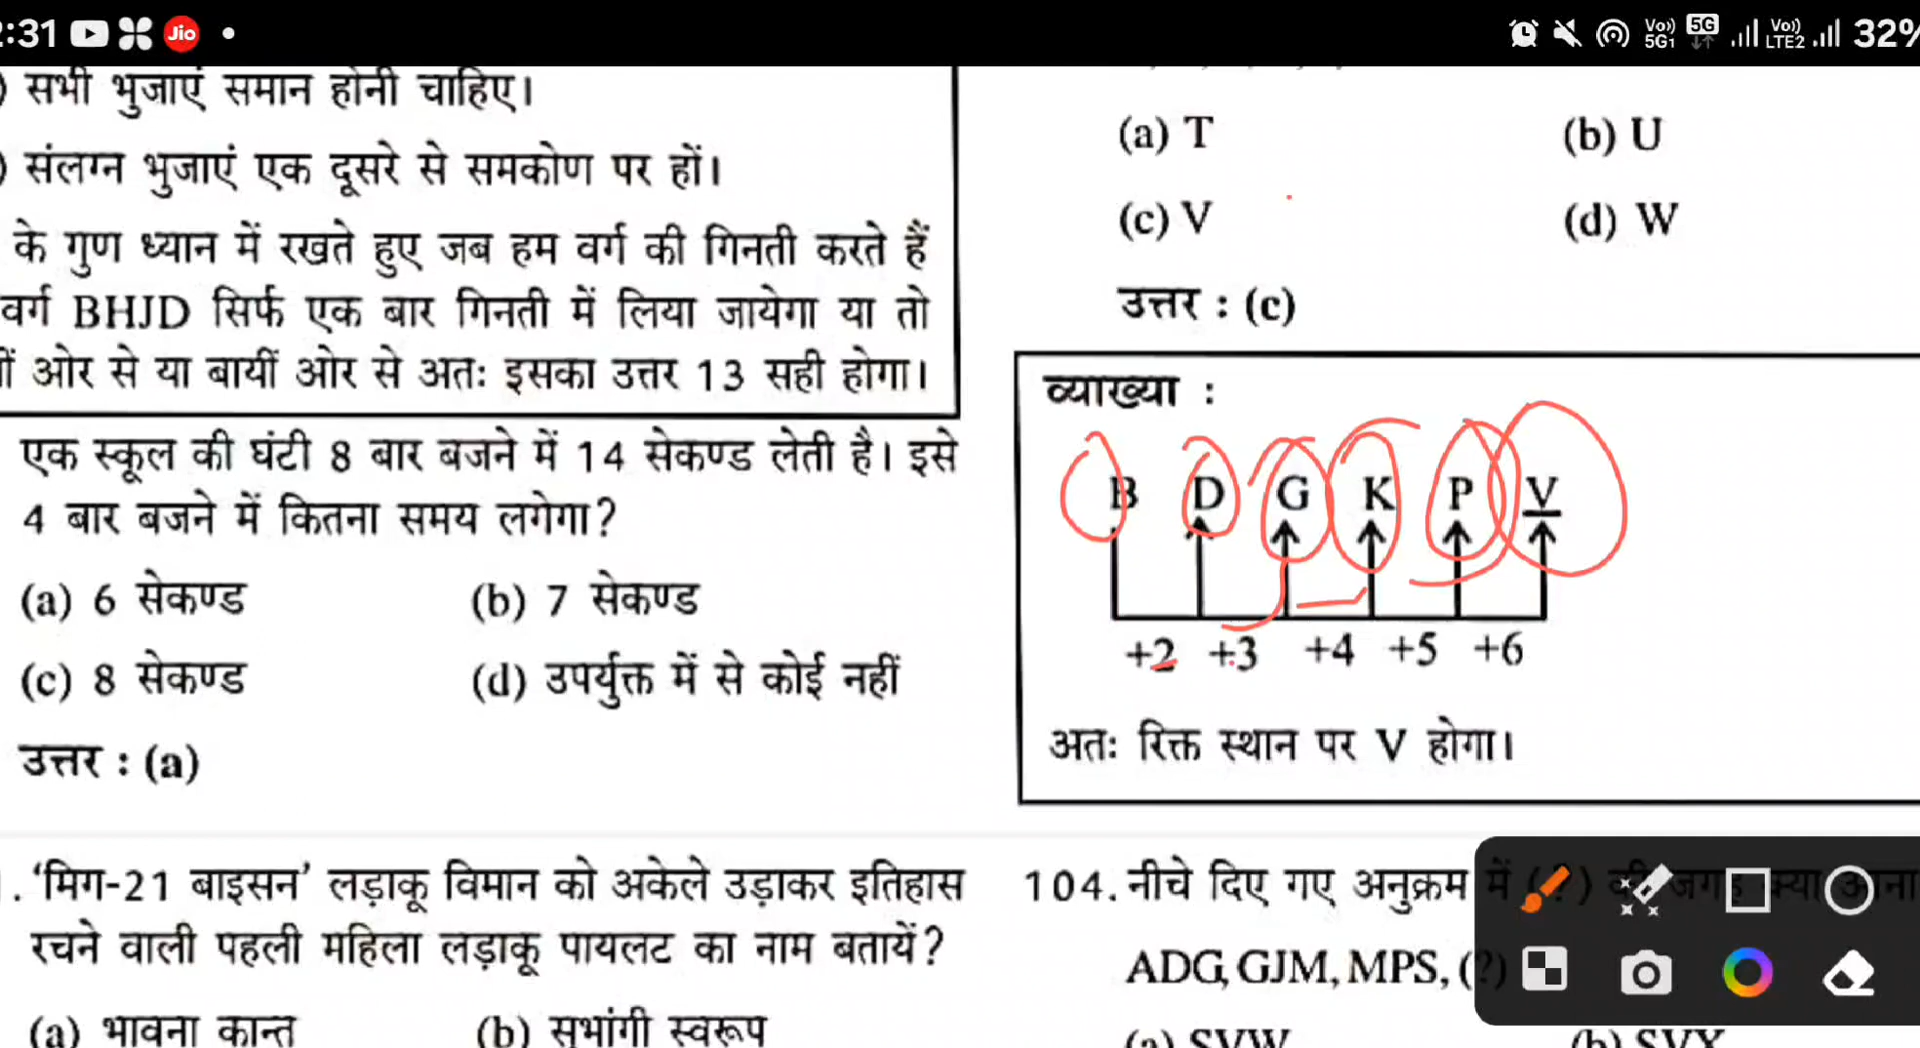 :31 Jio
Vo)) 5G1 5G Vo)) LTE2 32%
) सभी भुजाएं समान होनी चाहिए।
) संलग्न भुजाएं एक दूसरे से समकोण पर हों।
के गुण ध्यान में रखते हुए जब हम वर्ग की गिनती करते हैं
वर्ग BHJD सिर्फ एक बार गिनती में लिया जायेगा या तो
ओर से या बायीं ओर से अतः इसका उत्तर 13 सही होगा।
एक स्कूल की घंटी 8 बार बजने में 14 सेकण्ड लेती है। इसे
4 बार बजने में कितना समय लगेगा?
(a) 6 सेकण्ड (b) 7 सेकण्ड
(c) 8 सेकण्ड (d) उपर्युक्त में से कोई नहीं
उत्तर : (a)
. ‘मिग-21 बाइसन’ लड़ाकू विमान को अकेले उड़ाकर इतिहास
रचने वाली पहली महिला लड़ाकू पायलट का नाम बतायें?
(a) भावना कान्त (b) सुभांगी स्वरूप
(a) T (b) U
(c) V (d) W
उत्तर : (c)
व्याख्या :
B D G K P V
+2 +3 +4 +5 +6
अतः रिक्त स्थान पर V होगा।
104. नीचे दिए गए अनुक्रम में (?) की जगह क्या आना
ADG, GJM, MPS, (?)
(a) SVW (b) SVX